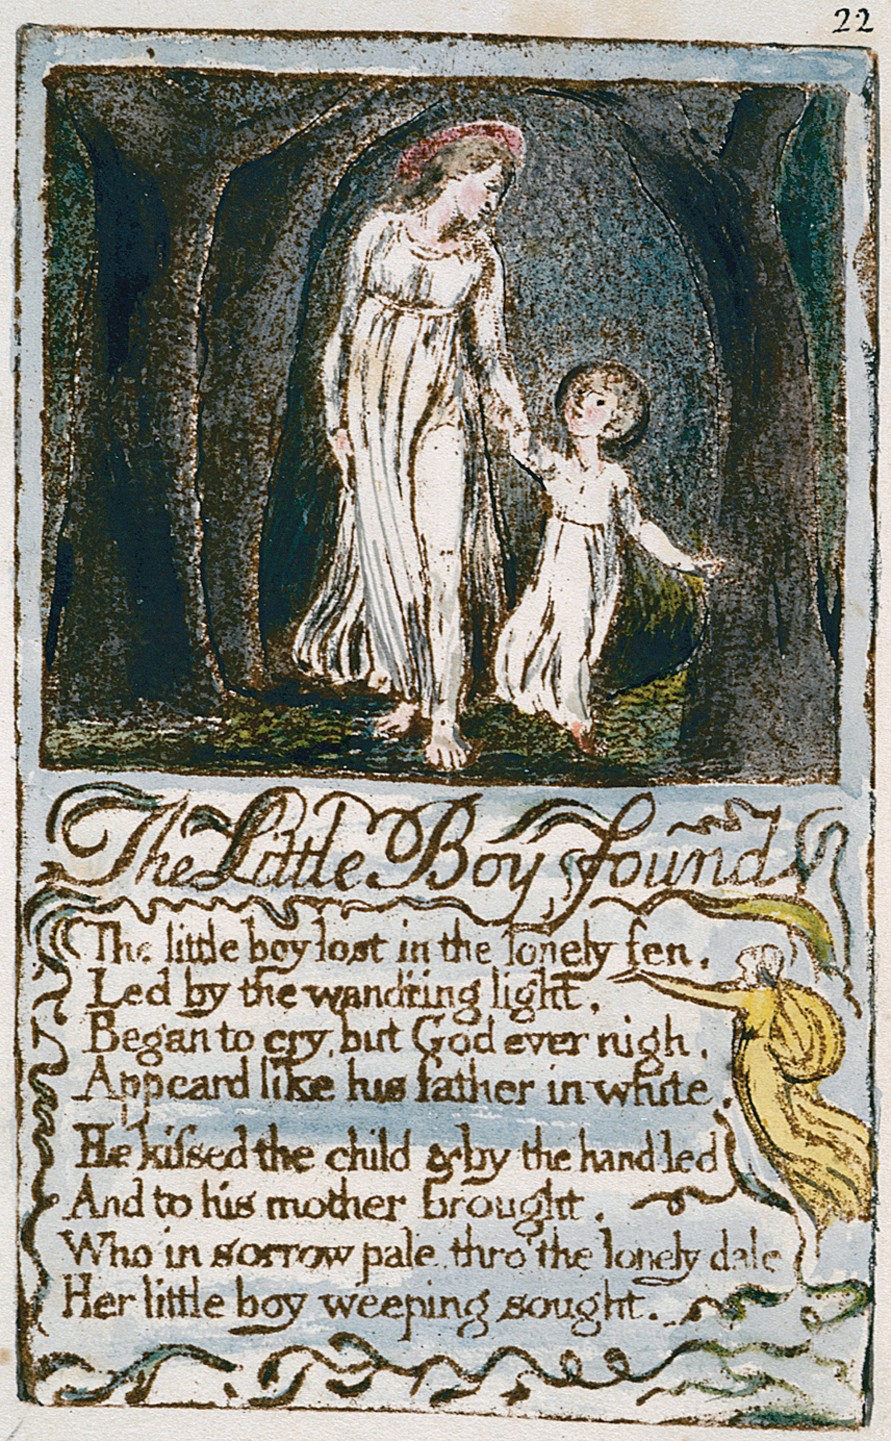 22
The Little Boy found
The little boy lost in the lonely fen,
Led by the wand'ring light,
Began to cry, but God ever nigh,
Appeard like his father in white.
He kiſsed the child & by the hand led
And to his mother brought,
Who in sorrow pale, thro' the lonely dale
Her little boy weeping sought.